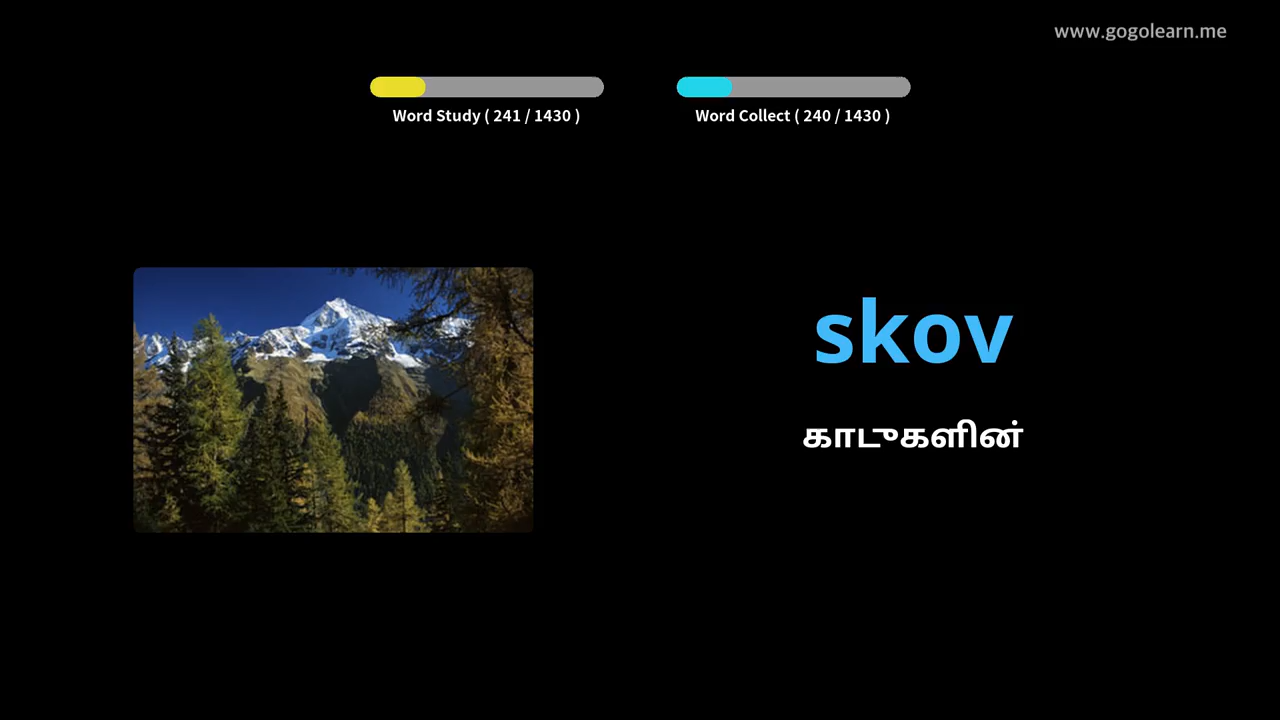 www.gogolearn.me
Word Study ( 241 / 1430 )
Word Collect ( 240 / 1430 )
skov
காடுகளின்